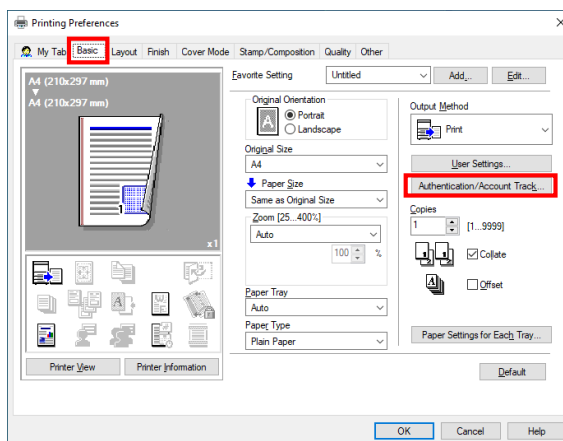 Printing Preferences
My Tab Basic Layout Finish Cover Mode Stamp/Composition Quality Other
A4 (210x297 mm)
A4 (210x297 mm)
1
x1
Printer View Printer Information
Favorite Setting Untitled Add... Edit...
Original Orientation
A
Portrait
Landscape
Original Size
A4
Paper Size
Same as Original Size
Zoom [25...400%]
Auto
100 %
Paper Tray
Auto
Paper Type
Plain Paper
Output Method
Print
User Settings...
Authentication/Account Track...
Copies
1 [1...9999]
Collate
Offset
Paper Settings for Each Tray...
Default
OK Cancel Help